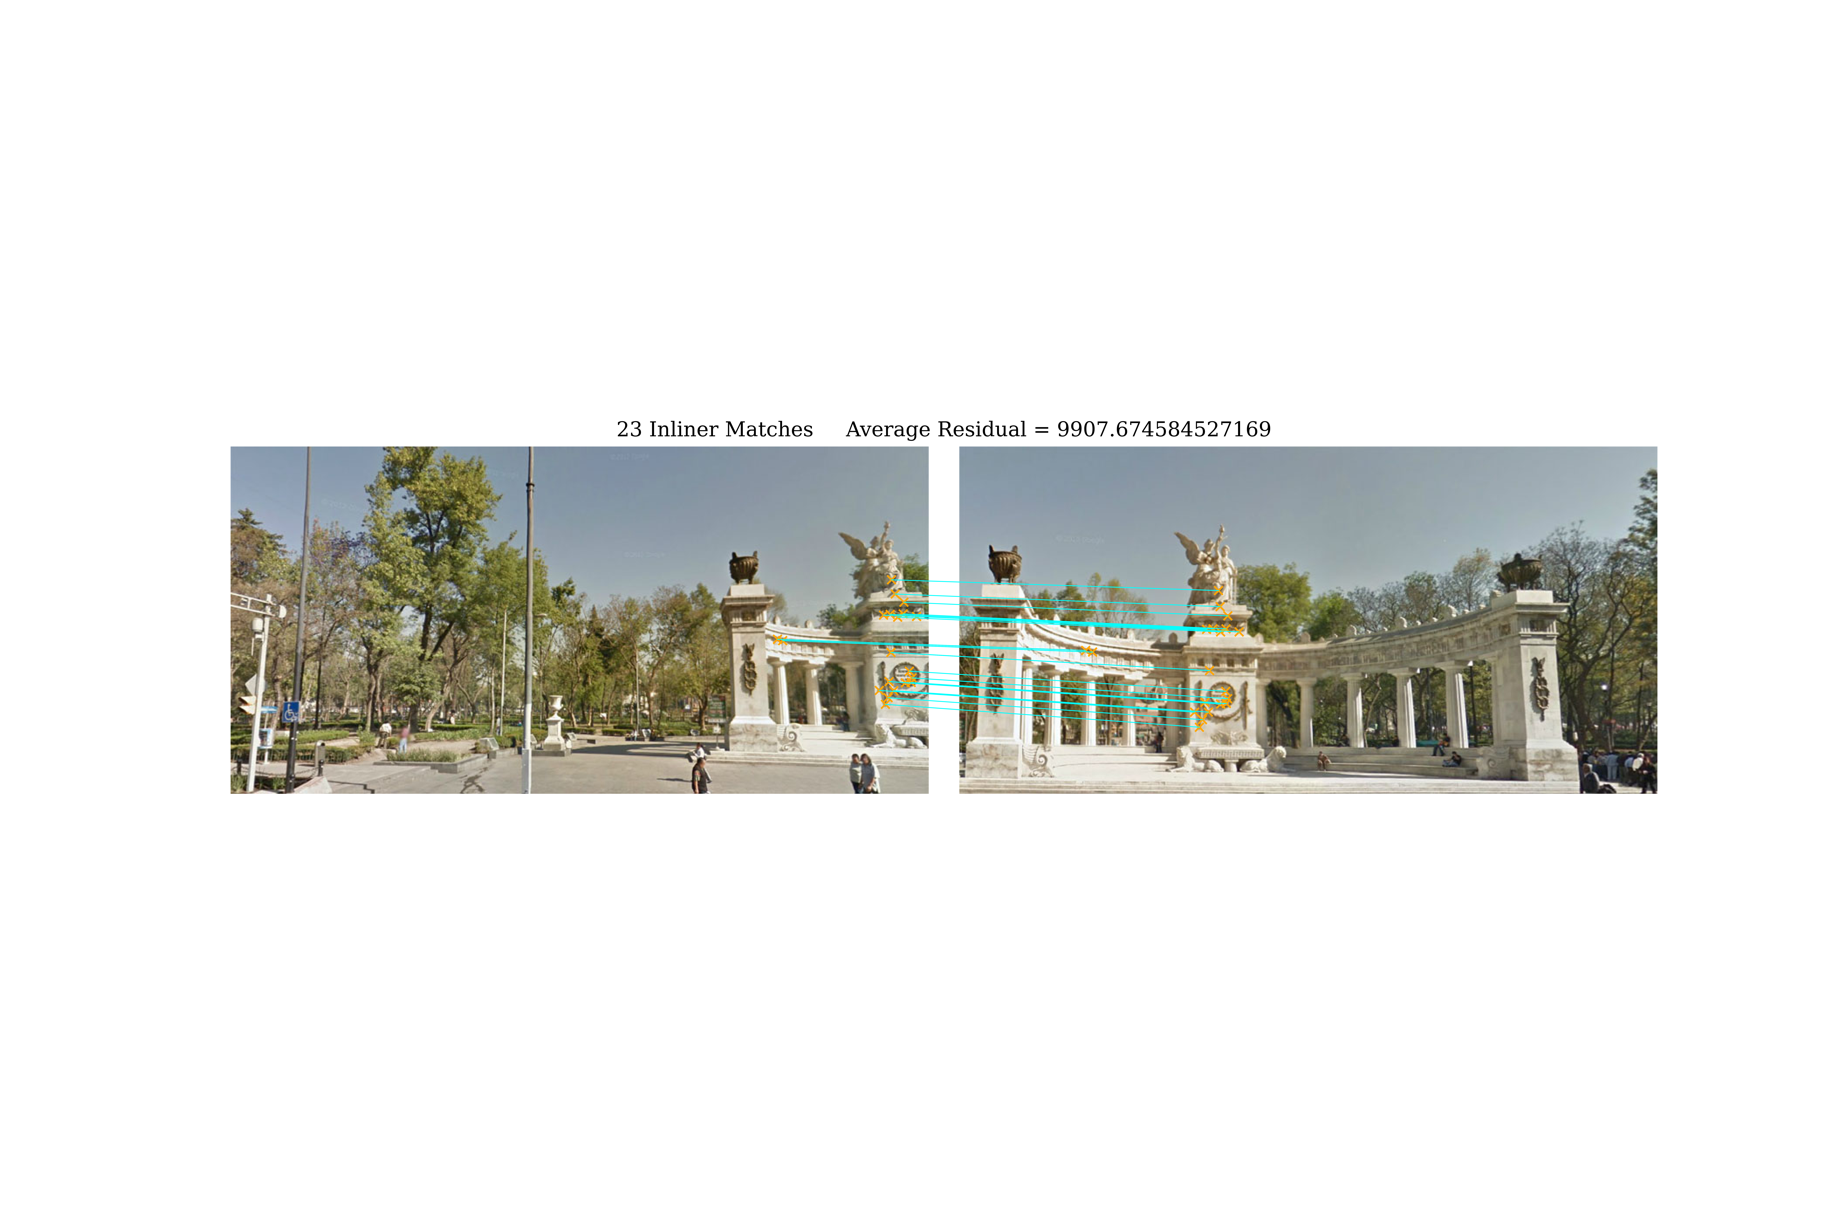 23 Inliner Matches     Average Residual = 9907.674584527169